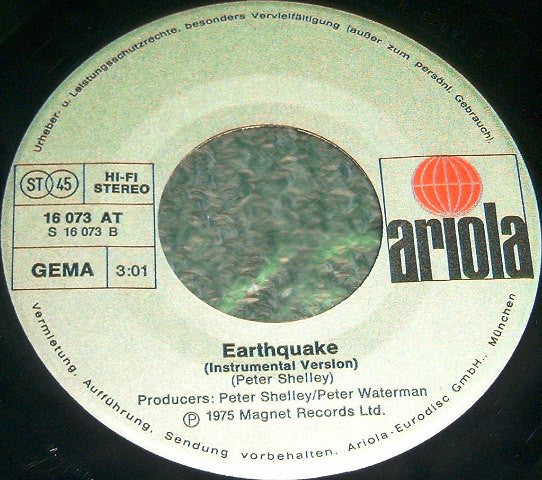 Urheber- u. Leistungsschutzrechte, besonders Vervielfältigung (außer zum persönl. Gebrauch),
ST 45
HI-FI
STEREO
16 073 AT
S 16 073 B
GEMA
3:01
ariola
Earthquake
(Instrumental Version)
(Peter Shelley)
Producers: Peter Shelley/Peter Waterman
Ⓟ 1975 Magnet Records Ltd.
Vermietung, Aufführung, Sendung vorbehalten. Ariola-Eurodisc GmbH., München